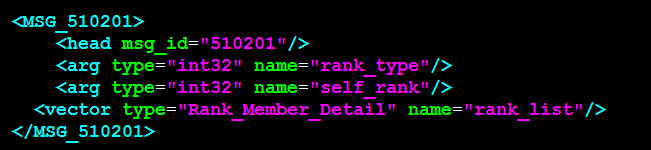 <MSG_510201>
    <head msg_id="510201"/>
    <arg type="int32" name="rank_type"/>
    <arg type="int32" name="self_rank"/>
  <vector type="Rank_Member_Detail" name="rank_list"/>
</MSG_510201>